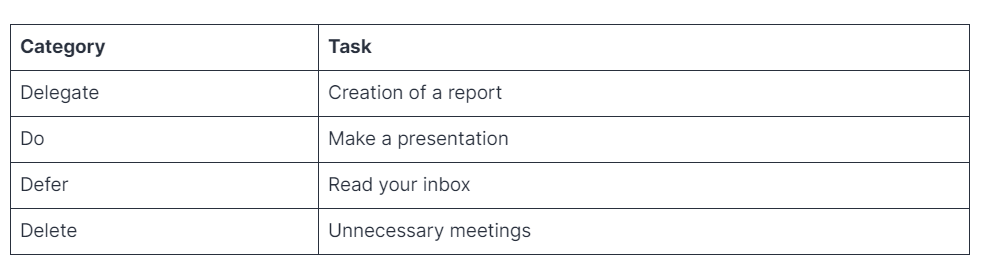 Category Task
Delegate Creation of a report
Do Make a presentation
Defer Read your inbox
Delete Unnecessary meetings